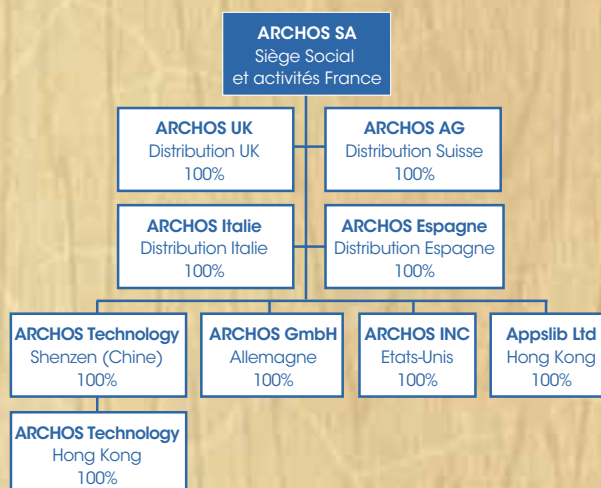 ARCHOS SA
Siège Social
et activités France
ARCHOS UK
Distribution UK
100%
ARCHOS AG
Distribution Suisse
100%
ARCHOS Italie
Distribution Italie
100%
ARCHOS Espagne
Distribution Espagne
100%
ARCHOS Technology
Shenzen (Chine)
100%
ARCHOS GmbH
Allemagne
100%
ARCHOS INC
Etats-Unis
100%
Appslib Ltd
Hong Kong
100%
ARCHOS Technology
Hong Kong
100%